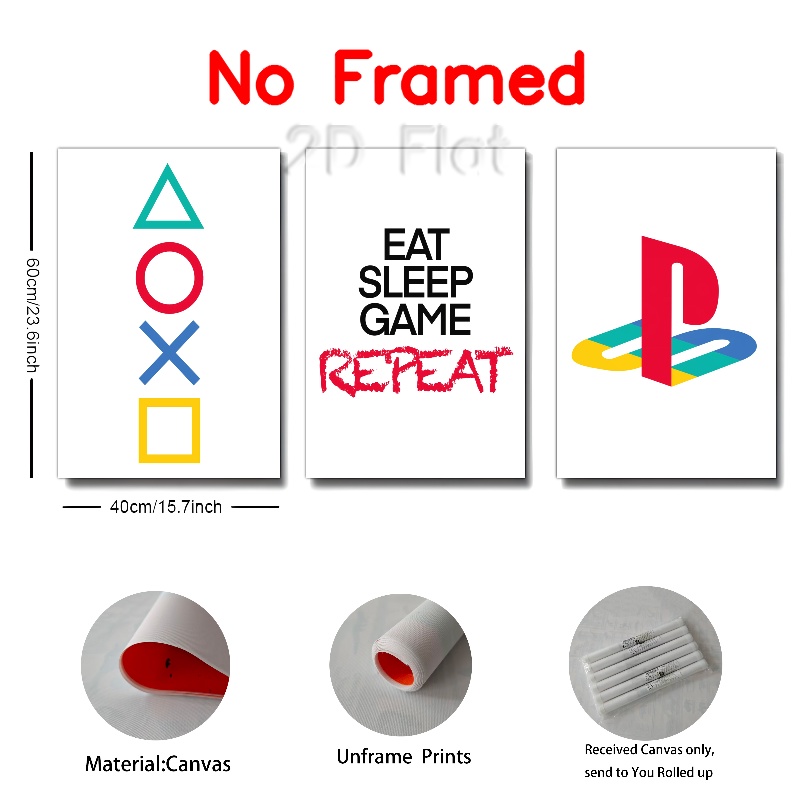 No Framed
2D Flat
EAT
SLEEP
GAME
REPEAT
60cm/23.6inch
40cm/15.7inch
Material:Canvas
Unframe Prints
Received Canvas only,
send to You Rolled up